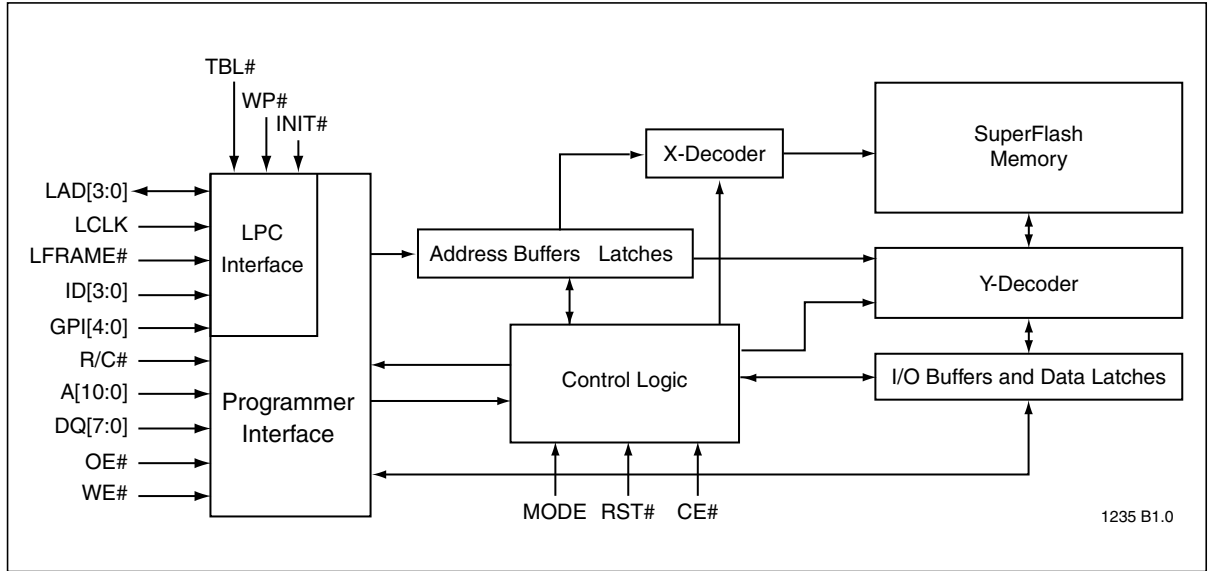 TBL#
WP#
INIT#
LAD[3:0]
LCLK
LFRAME#
ID[3:0]
GPI[4:0]
R/C#
A[10:0]
DQ[7:0]
OE#
WE#
LPC
Interface
Programmer
Interface
Address Buffers Latches
X-Decoder
SuperFlash
Memory
Y-Decoder
Control Logic
I/O Buffers and Data Latches
MODE RST# CE#
1235 B1.0